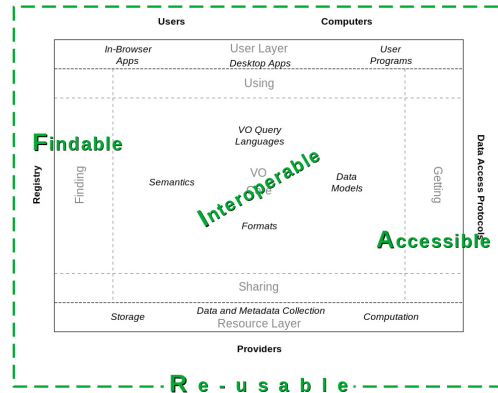 Users
Computers
In-Browser
Apps
User Layer
Desktop Apps
User
Programs
Using
VO Query
Languages
Findable
Registry
Finding
Semantics
VO
Interoperable
Data
Models
Getting
Data Access Protocols
Formats
Accessible
Sharing
Storage
Data and Metadata Collection
Resource Layer
Computation
Providers
Re-usable